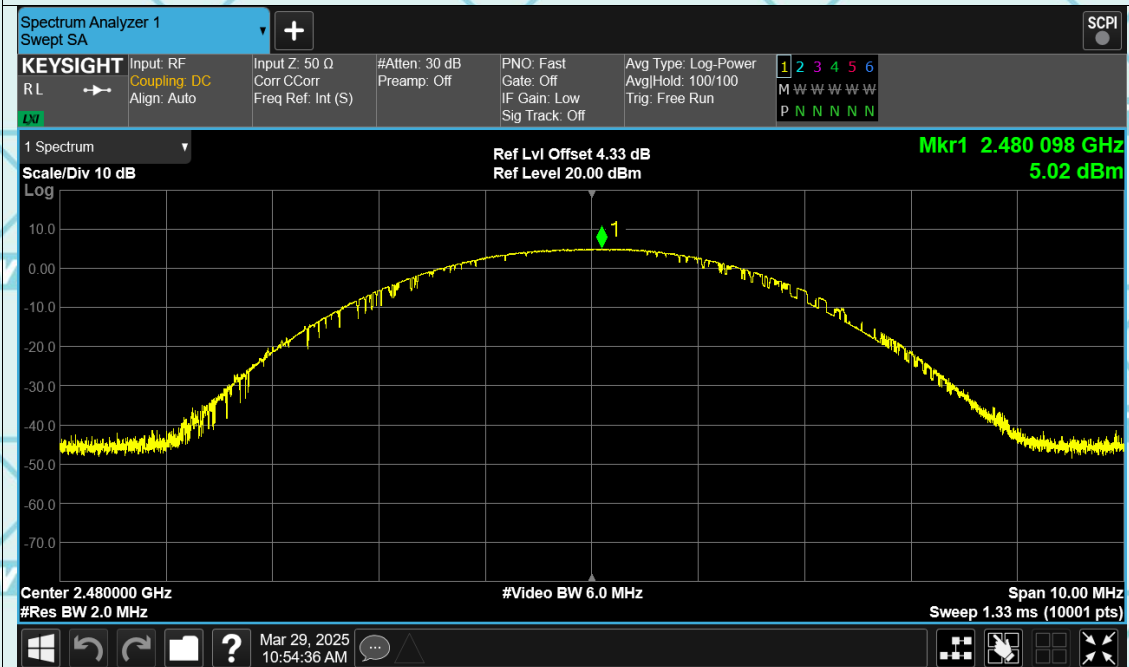 Spectrum Analyzer 1
Swept SA
SCPI
KEYSIGHT
RL
LXI
Input: RF
Coupling: DC
Align: Auto
Input Z: 50 Ω
Corr CCorr
Freq Ref: Int (S)
#Atten: 30 dB
Preamp: Off
PNO: Fast
Gate: Off
IF Gain: Low
Sig Track: Off
Avg Type: Log-Power
Avg|Hold: 100/100
Trig: Free Run
1 2 3 4 5 6
M W W W W W
P N N N N N
1 Spectrum
Scale/Div 10 dB
Log
Ref Lvl Offset 4.33 dB
Ref Level 20.00 dBm
Mkr1 2.480 098 GHz
5.02 dBm
1
10.0
0.00
-10.0
-20.0
-30.0
-40.0
-50.0
-60.0
-70.0
Center 2.480000 GHz
#Res BW 2.0 MHz
#Video BW 6.0 MHz
Span 10.00 MHz
Sweep 1.33 ms (10001 pts)
?
Mar 29, 2025
10:54:36 AM